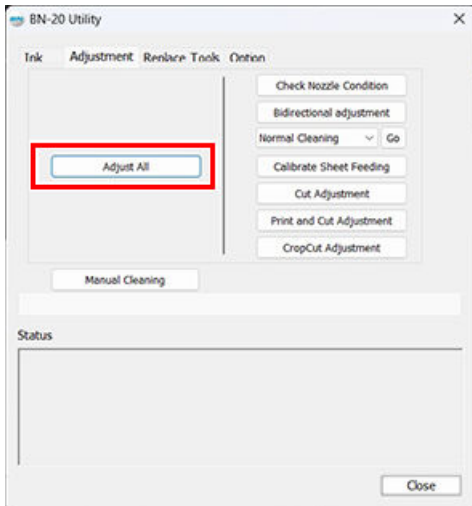 BN-20 Utility
Ink Adjustment Replace Tools Option
Check Nozzle Condition
Bidirectional adjustment
Normal Cleaning Go
Adjust All
Calibrate Sheet Feeding
Cut Adjustment
Print and Cut Adjustment
CropCut Adjustment
Manual Cleaning
Status
Close